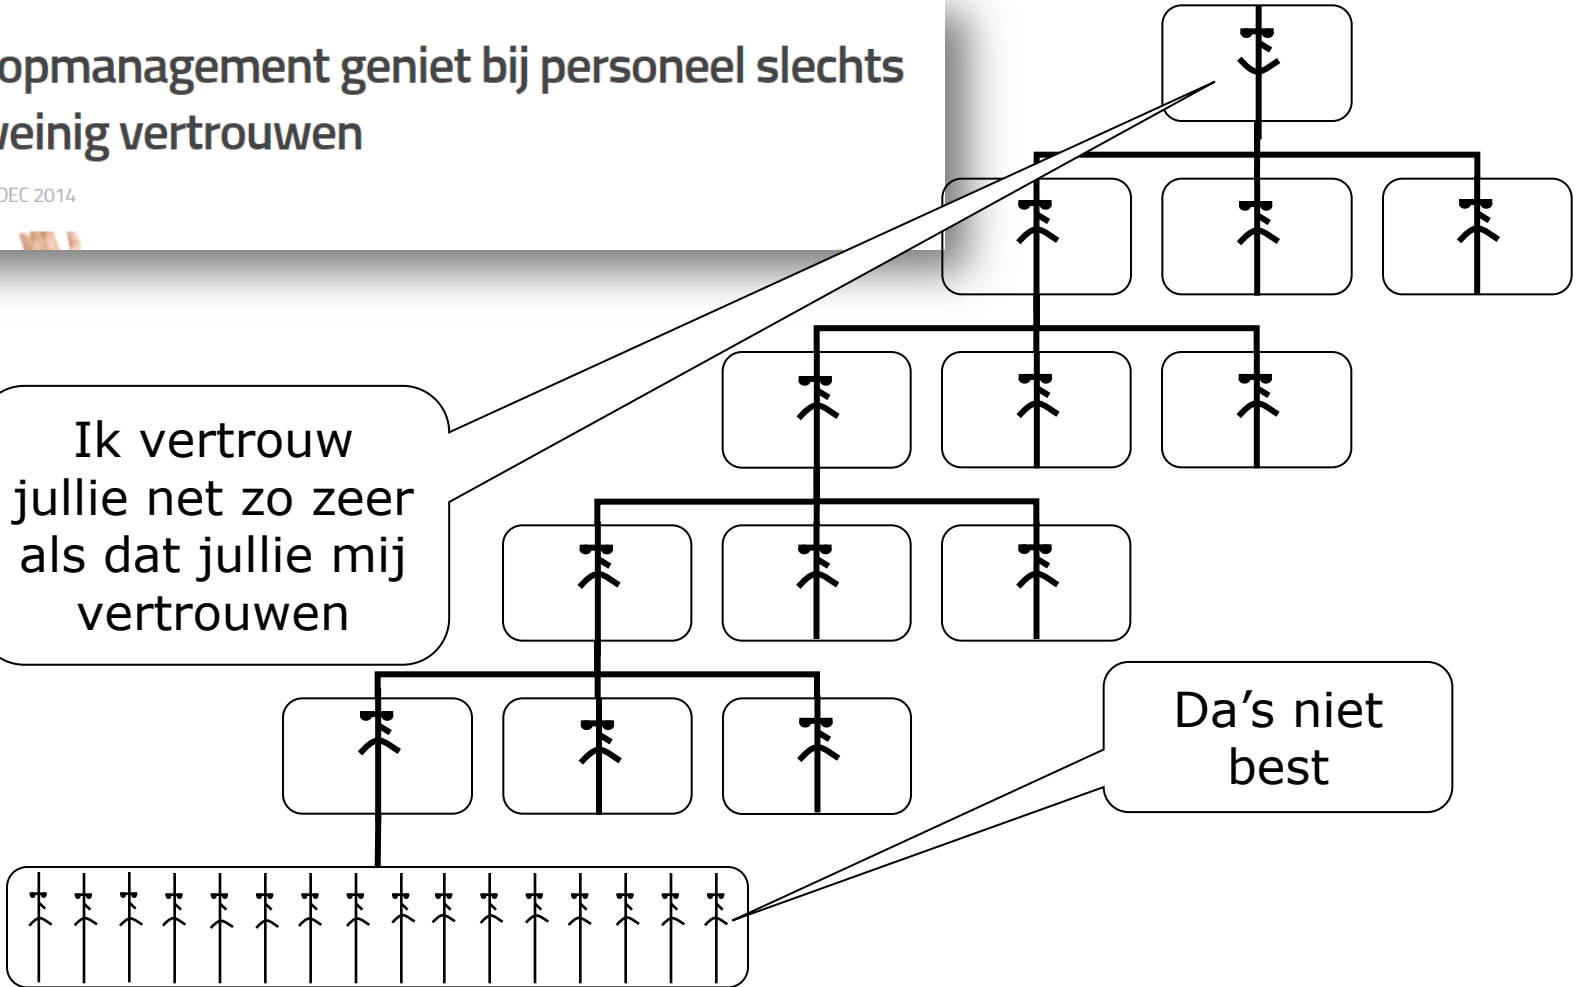 opmanagement geniet bij personeel slechts
weinig vertrouwen
DEC 2014
Ik vertrouw
jullie net zo zeer
als dat jullie mij
vertrouwen
Da's niet
best